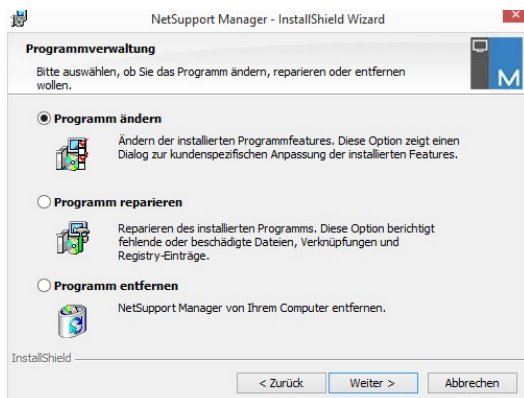 NetSupport Manager - InstallShield Wizard
Programmverwaltung
Bitte auswählen, ob Sie das Programm ändern, reparieren oder entfernen
wollen.
M
Programm ändern
Ändern der installierten Programmfeatures. Diese Option zeigt einen
Dialog zur kundenspezifischen Anpassung der installierten Features.
Programm reparieren
Reparieren des installierten Programms. Diese Option berichtigt
fehlende oder beschädigte Dateien, Verknüpfungen und
Registry-Einträge.
Programm entfernen
NetSupport Manager von Ihrem Computer entfernen.
InstallShield
< Zurück Weiter > Abbrechen